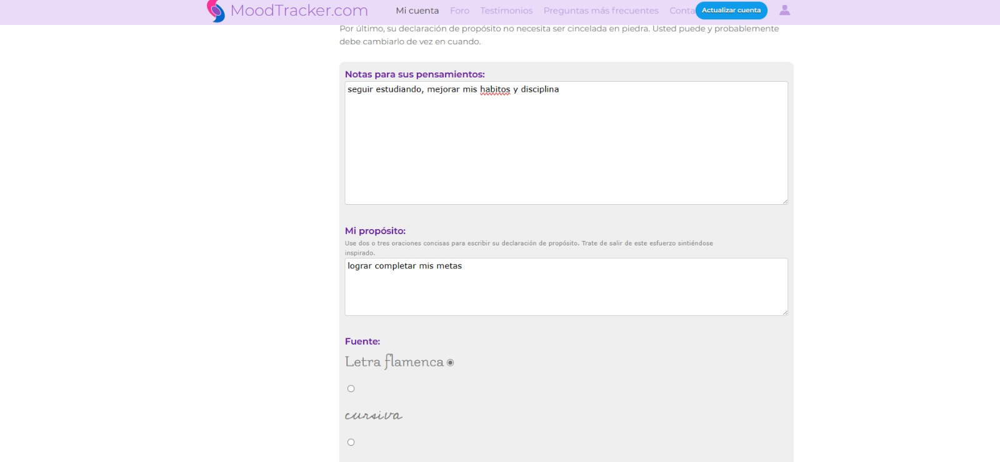 MoodTracker.com Mi cuenta Foro Testimonios Preguntas más frecuentes Conta Actualizar cuenta
Por último, su declaración de propósito no necesita ser cincelada en piedra. Usted puede y probablemente
debe cambiarlo de vez en cuando.
Notas para sus pensamientos:
seguir estudiando, mejorar mis habitos y disciplina
Mi propósito:
Use dos o tres oraciones concisas para escribir su declaración de propósito. Trate de salir de este esfuerzo sintiéndose
inspirado.
lograr completar mis metas
Fuente:
Letra flamenca
cursiva